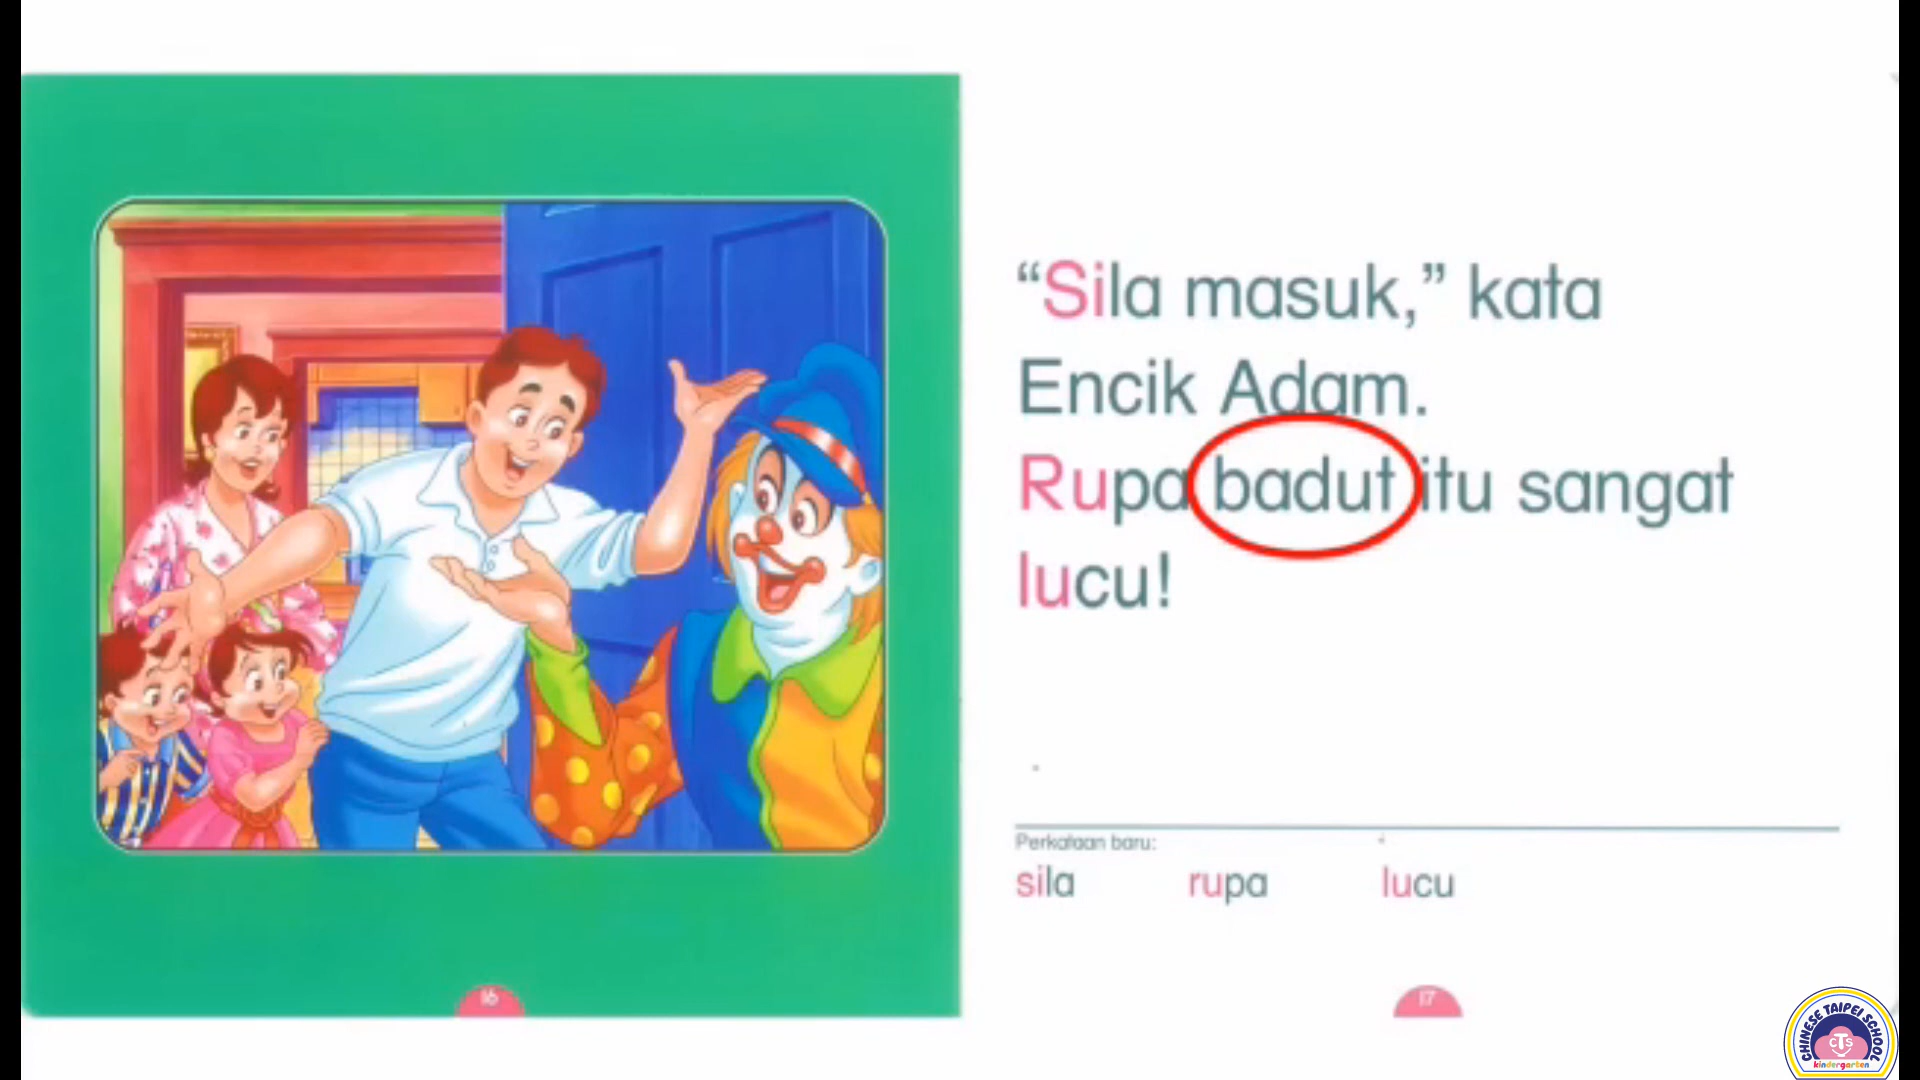 “Sila masuk,” kata
Encik Adam.
Rupa badut itu sangat
lucu!
Perkataan baru:
sila rupa lucu
16
17
CHINESE TAIPEI SCHOOL
CTS
kindergarten